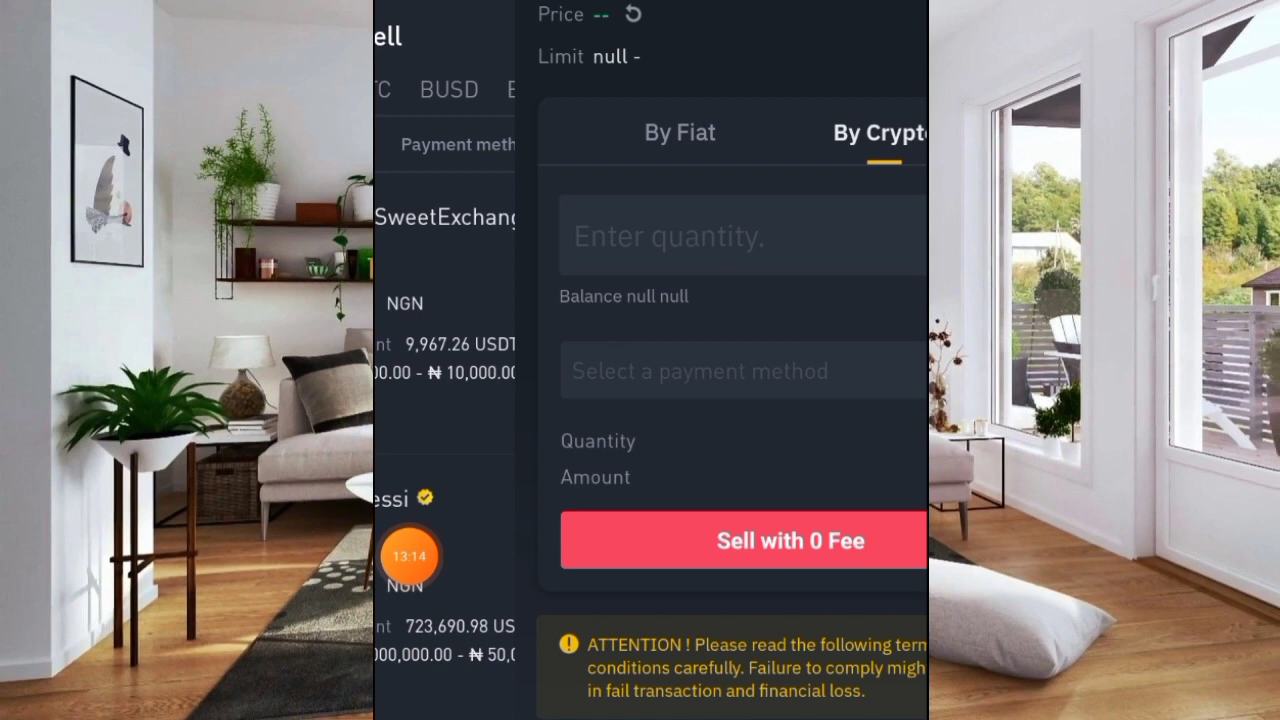 ell
TC BUSD
Payment meth
SweetExchang
NGN
nt 9,967.26 USDT
00.00 - ₦ 10,000.00
essi
13:14
NGN
nt 723,690.98 US
000,000.00 - ₦ 50,0
Price --
Limit null -
By Fiat By Crypto
Enter quantity.
Balance null null
Select a payment method
Quantity
Amount
Sell with 0 Fee
ATTENTION ! Please read the following term
conditions carefully. Failure to comply migh
in fail transaction and financial loss.